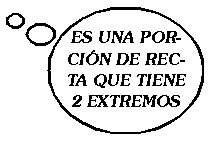 ES UNA POR-
CIÓN DE REC-
TA QUE TIENE
2 EXTREMOS